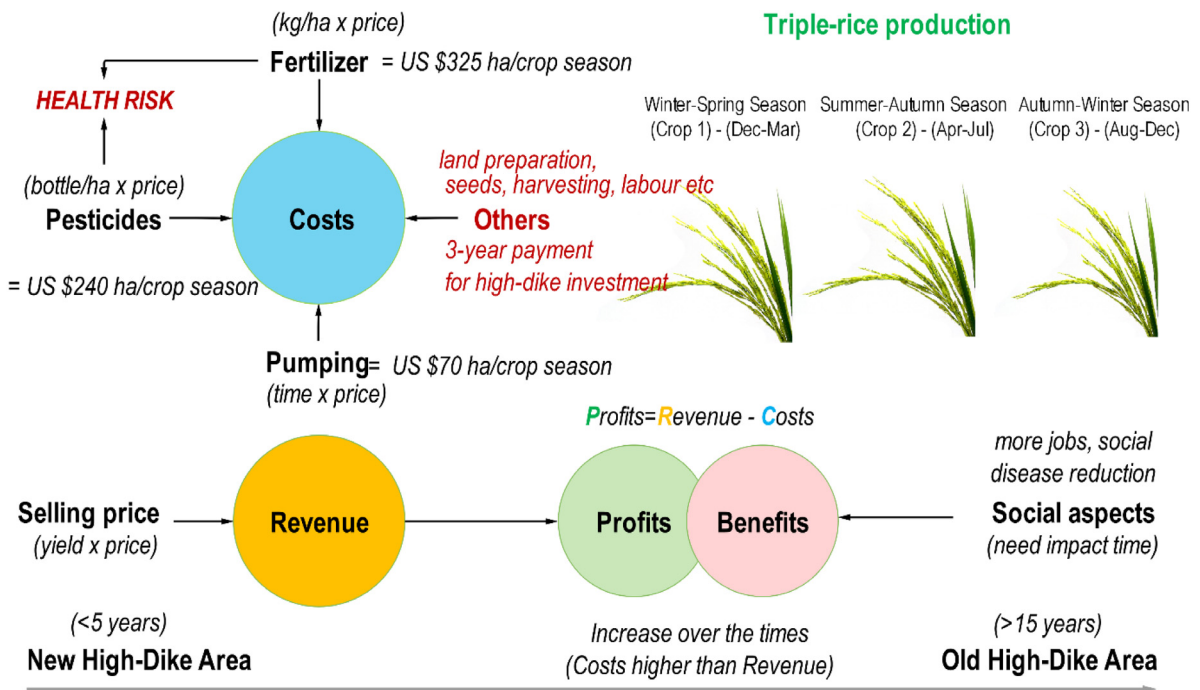 (kg/ha x price)
Fertilizer = US $325 ha/crop season
HEALTH RISK
(bottle/ha x price)
Pesticides
= US $240 ha/crop season
Costs
land preparation,
seeds, harvesting, labour etc
Others
3-year payment
for high-dike investment
Pumping= US $70 ha/crop season
(time x price)
Triple-rice production
Winter-Spring Season
(Crop 1) - (Dec-Mar)
Summer-Autumn Season
(Crop 2) - (Apr-Jul)
Autumn-Winter Season
(Crop 3) - (Aug-Dec)
Profits=Revenue - Costs
Selling price
(yield x price)
Revenue
Profits
Benefits
more jobs, social
disease reduction
Social aspects
(need impact time)
(<5 years)
New High-Dike Area
Increase over the times
(Costs higher than Revenue)
(>15 years)
Old High-Dike Area